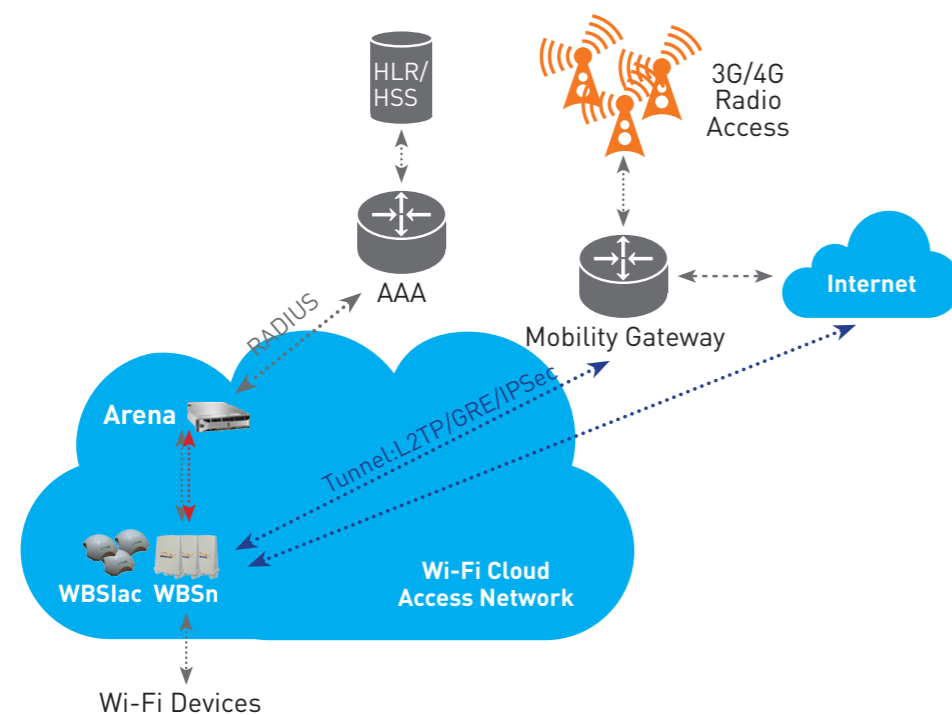 HLR/
HSS
3G/4G
Radio
Access
AAA
Internet
Mobility Gateway
RADIUS
Arena
Tunnel:L2TP/GRE/IPSec
WBSIac WBSn
Wi-Fi Cloud
Access Network
Wi-Fi Devices